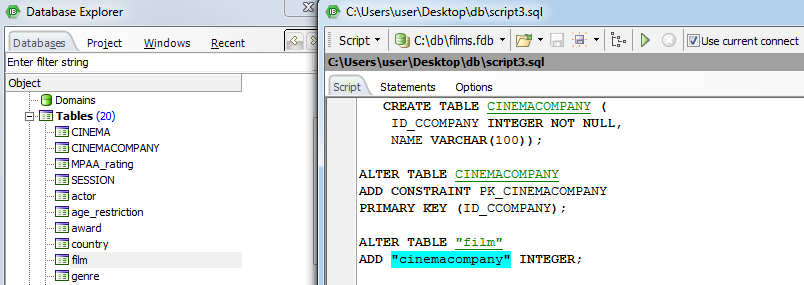 Database Explorer
Databases Project Windows Recent
Enter filter string
Object
Domains
Tables (20)
CINEMA
CINEMACOMPANY
MPAA_rating
SESSION
actor
age_restriction
award
country
film
genre
C:\Users\user\Desktop\db\script3.sql
Script C:\db\films.fdb Use current connect
C:\Users\user\Desktop\db\script3.sql
Script Statements Options
CREATE TABLE CINEMACOMPANY (
ID_CCOMPANY INTEGER NOT NULL,
NAME VARCHAR(100));
ALTER TABLE CINEMACOMPANY
ADD CONSTRAINT PK_CINEMACOMPANY
PRIMARY KEY (ID_CCOMPANY);
ALTER TABLE "film"
ADD "cinemacompany" INTEGER;